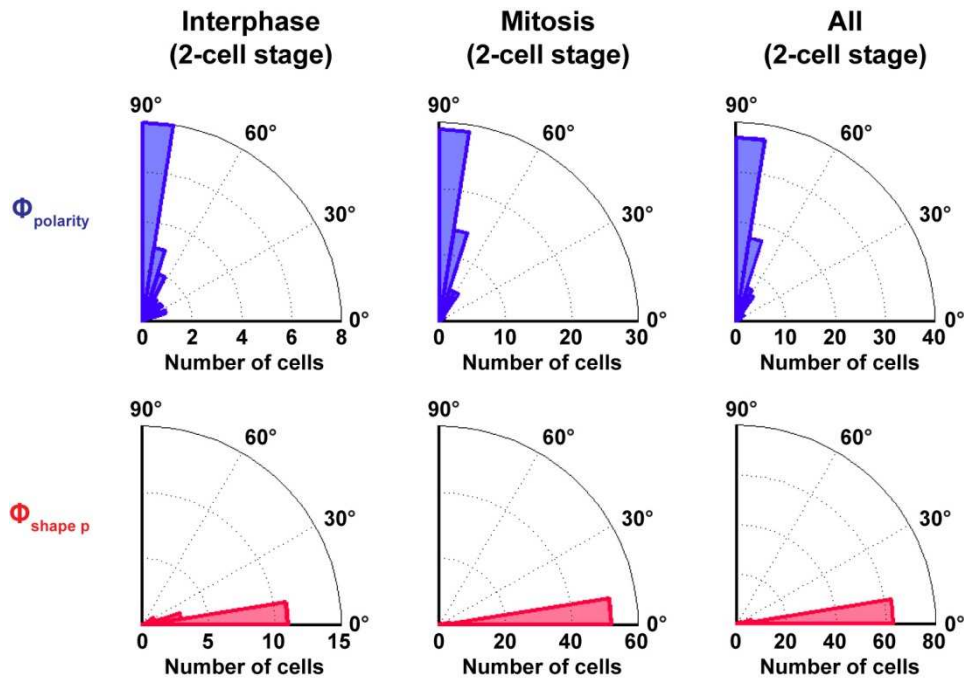 Interphase
(2-cell stage)
Mitosis
(2-cell stage)
All
(2-cell stage)
Φpolarity
90°
60°
30°
0°
0 2 4 6 8
Number of cells
90°
60°
30°
0°
0 10 20 30
Number of cells
90°
60°
30°
0°
0 10 20 30 40
Number of cells
Φshape p
90°
60°
30°
0°
0 5 10 15
Number of cells
90°
60°
30°
0°
0 20 40 60
Number of cells
90°
60°
30°
0°
0 20 40 60 80
Number of cells